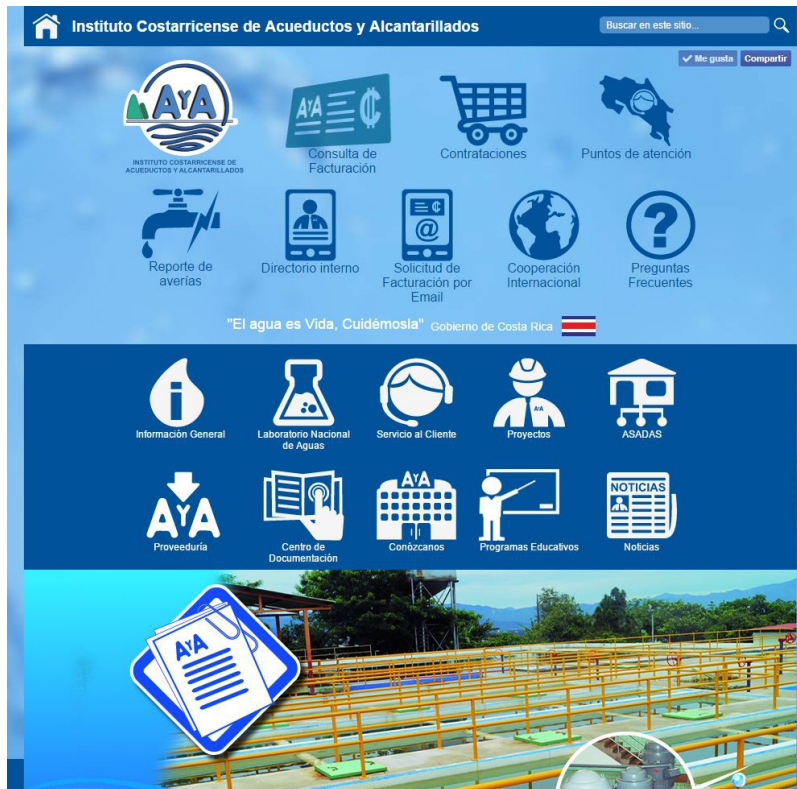 Instituto Costarricense de Acueductos y Alcantarillados
Buscar en este sitio...
Me gusta
Compartir
AYA
INSTITUTO COSTARRICENSE DE
ACUEDUCTOS Y ALCANTARILLADOS
AYA
Consulta de
Facturación
Contrataciones
Puntos de atención
Reporte de
averías
Directorio interno
@
Solicitud de
Facturación por
Email
Cooperación
Internacional
?
Preguntas
Frecuentes
"El agua es Vida, Cuidémosla" Gobierno de Costa Rica
i
Información General
Laboratorio Nacional
de Aguas
Servicio al Cliente
AYA
Proyectos
ASADAS
AYA
Proveeduría
Centro de
Documentación
AYA
Conózcanos
Programas Educativos
NOTICIAS
Noticias
AYA